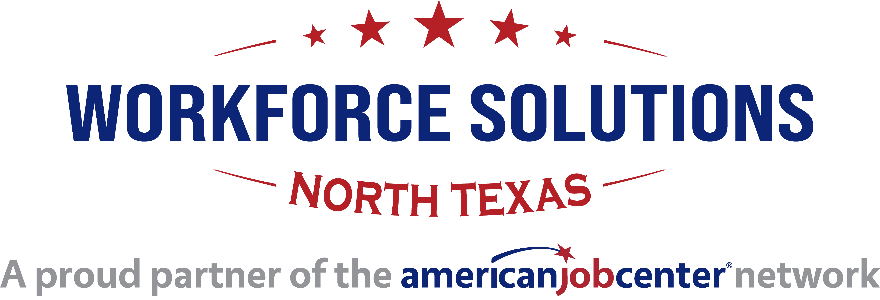 WORKFORCE SOLUTIONS
NORTH TEXAS
A proud partner of the americanjobcenter® network